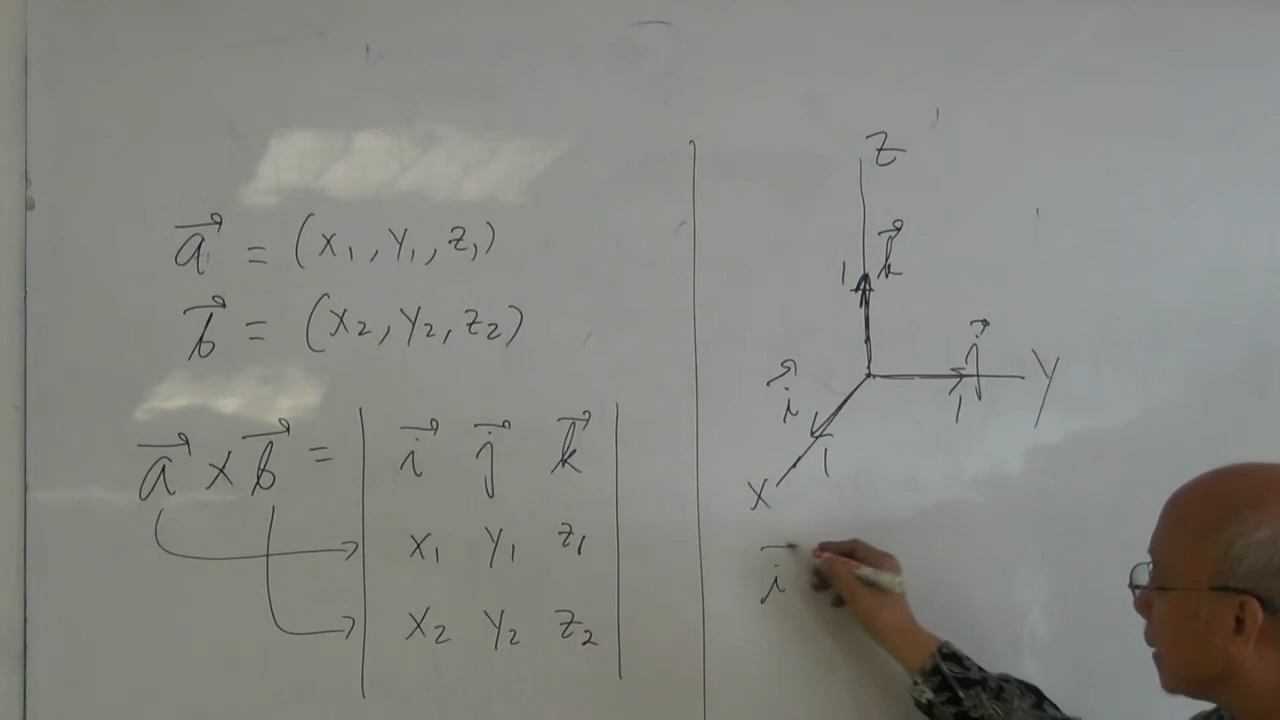 a⃗ = (x₁, y₁, z₁)
b⃗ = (x₂, y₂, z₂)
a⃗ x b⃗ = | i⃗ j⃗ k⃗ |
x₁ y₁ z₁
x₂ y₂ z₂
Z
1 k⃗
j⃗
i⃗ Y
1
1
X
i⃗